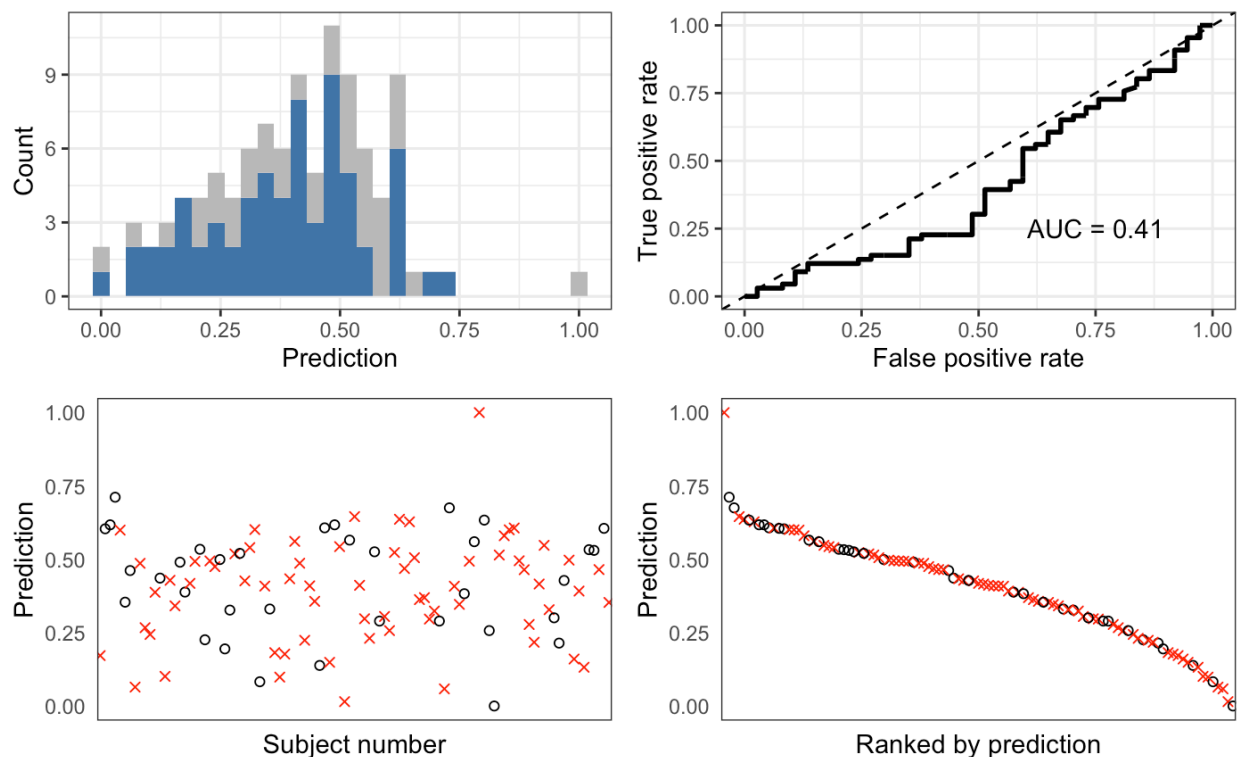 9
6
3
0
Count
0.00 0.25 0.50 0.75 1.00
Prediction
1.00
0.75
0.50
0.25
0.00
True positive rate
AUC = 0.41
0.00 0.25 0.50 0.75 1.00
False positive rate
1.00
0.75
0.50
0.25
0.00
Prediction
Subject number
1.00
0.75
0.50
0.25
0.00
Prediction
Ranked by prediction